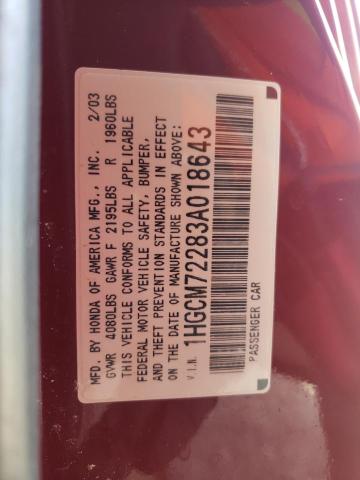 MFD. BY HONDA OF AMERICA MFG., INC. 2/03
GVWR 4080LBS GAWR F 2195LBS R 1960LBS
THIS VEHICLE CONFORMS TO ALL APPLICABLE
FEDERAL MOTOR VEHICLE SAFETY, BUMPER,
AND THEFT PREVENTION STANDARDS IN EFFECT
ON THE DATE OF MANUFACTURE SHOWN ABOVE:
V.I.N. 1HGCM72283A018643
PASSENGER CAR